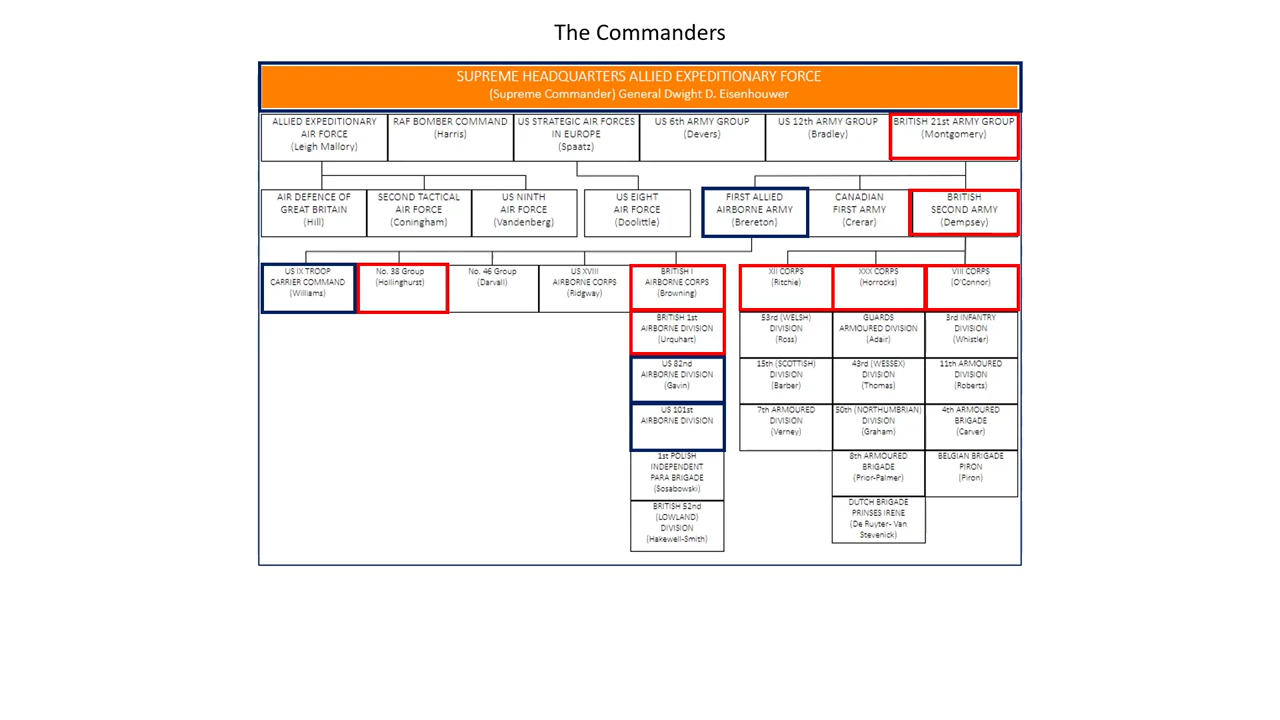 The Commanders
SUPREME HEADQUARTERS ALLIED EXPEDITIONARY FORCE
(Supreme Commander) General Dwight D. Eisenhouwer
ALLIED EXPEDITIONARY
AIR FORCE
(Leigh Mallory)
RAF BOMBER COMMAND
(Harris)
US STRATEGIC AIR FORCES
IN EUROPE
(Spaatz)
US 6th ARMY GROUP
(Devers)
US 12th ARMY GROUP
(Bradley)
BRITISH 21st ARMY GROUP
(Montgomery)
AIR DEFENCE OF
GREAT BRITAIN
(Hill)
SECOND TACTICAL
AIR FORCE
(Coningham)
US NINTH
AIR FORCE
(Vandenberg)
US EIGHT
AIR FORCE
(Doolittle)
FIRST ALLIED
AIRBORNE ARMY
(Brereton)
CANADIAN
FIRST ARMY
(Crerar)
BRITISH
SECOND ARMY
(Dempsey)
US IX TROOP
CARRIER COMMAND
(Williams)
No. 38 Group
(Hollinghurst)
No. 46 Group
(Darvall)
US XVIII
AIRBORNE CORPS
(Ridgway)
BRITISH I
AIRBORNE CORPS
(Browning)
XII CORPS
(Ritchie)
XXX CORPS
(Horrocks)
VIII CORPS
(O'Connor)
BRITISH 1st
AIRBORNE DIVISION
(Urquhart)
53rd (WELSH)
DIVISION
(Ross)
GUARDS
ARMOURED DIVISION
(Adair)
3rd INFANTRY
DIVISION
(Whistler)
US 82nd
AIRBORNE DIVISION
(Gavin)
15th (SCOTTISH)
DIVISION
(Barber)
43rd (WESSEX)
DIVISION
(Thomas)
11th ARMOURED
DIVISION
(Roberts)
US 101st
AIRBORNE DIVISION
7th ARMOURED
DIVISION
(Verney)
50th (NORTHUMBRIAN)
DIVISION
(Graham)
4th ARMOURED
BRIGADE
(Carver)
1st POLISH
INDEPENDENT
PARA BRIGADE
(Sosabowski)
8th ARMOURED
BRIGADE
(Prior-Palmer)
BELGIAN BRIGADE
PIRON
(Piron)
BRITISH 52nd
(LOWLAND)
DIVISION
(Hakewell-Smith)
DUTCH BRIGADE
PRINSES IRENE
(De Ruyter- Van
Stevenick)